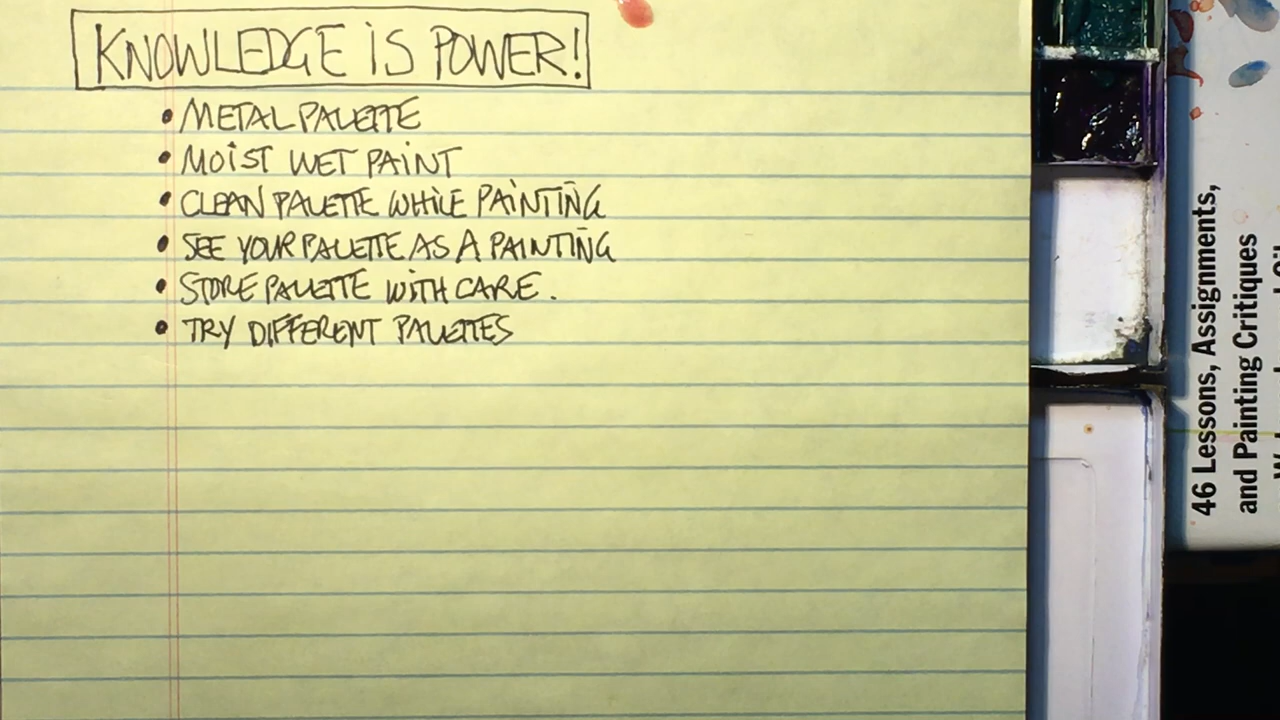 KNOWLEDGE IS POWER!
• METAL PALETTE
• MOIST WET PAINT
• CLEAN PALETTE WHILE PAINTING
• SEE YOUR PALETTE AS A PAINTING
• STORE PALETTE WITH CARE.
• TRY DIFFERENT PALETTES
46 Lessons, Assignments,
and Painting Critiques